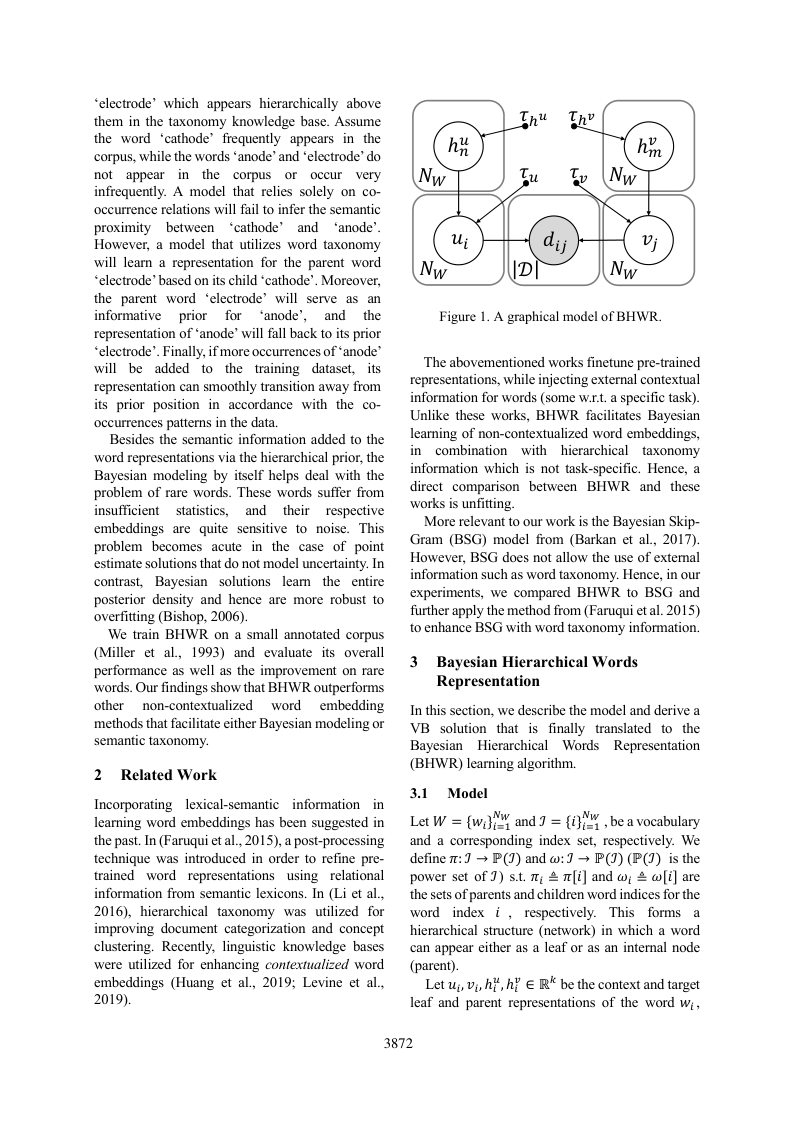 ‘electrode’ which appears hierarchically above
them in the taxonomy knowledge base. Assume
the word ‘cathode’ frequently appears in the
corpus, while the words ‘anode’ and ‘electrode’ do
not appear in the corpus or occur very
infrequently. A model that relies solely on co-
occurrence relations will fail to infer the semantic
proximity between ‘cathode’ and ‘anode’.
However, a model that utilizes word taxonomy
will learn a representation for the parent word
‘electrode’ based on its child ‘cathode’. Moreover,
the parent word ‘electrode’ will serve as an
informative prior for ‘anode’, and the
representation of ‘anode’ will fall back to its prior
‘electrode’. Finally, if more occurrences of ‘anode’
will be added to the training dataset, its
representation can smoothly transition away from
its prior position in accordance with the co-
occurrences patterns in the data.
Besides the semantic information added to the
word representations via the hierarchical prior, the
Bayesian modeling by itself helps deal with the
problem of rare words. These words suffer from
insufficient statistics, and their respective
embeddings are quite sensitive to noise. This
problem becomes acute in the case of point
estimate solutions that do not model uncertainty. In
contrast, Bayesian solutions learn the entire
posterior density and hence are more robust to
overfitting (Bishop, 2006).
We train BHWR on a small annotated corpus
(Miller et al., 1993) and evaluate its overall
performance as well as the improvement on rare
words. Our findings show that BHWR outperforms
other non-contextualized word embedding
methods that facilitate either Bayesian modeling or
semantic taxonomy.
2 Related Work
Incorporating lexical-semantic information in
learning word embeddings has been suggested in
the past. In (Faruqui et al., 2015), a post-processing
technique was introduced in order to refine pre-
trained word representations using relational
information from semantic lexicons. In (Li et al.,
2016), hierarchical taxonomy was utilized for
improving document categorization and concept
clustering. Recently, linguistic knowledge bases
were utilized for enhancing contextualized word
embeddings (Huang et al., 2019; Levine et al.,
2019).
τ_{h^u} τ_{h^v}
h_n^u h_m^v
N_W N_W
τ_u τ_v
u_i d_{ij} v_j
N_W |𝒟| N_W
Figure 1. A graphical model of BHWR.
The abovementioned works finetune pre-trained
representations, while injecting external contextual
information for words (some w.r.t. a specific task).
Unlike these works, BHWR facilitates Bayesian
learning of non-contextualized word embeddings,
in combination with hierarchical taxonomy
information which is not task-specific. Hence, a
direct comparison between BHWR and these
works is unfitting.
More relevant to our work is the Bayesian Skip-
Gram (BSG) model from (Barkan et al., 2017).
However, BSG does not allow the use of external
information such as word taxonomy. Hence, in our
experiments, we compared BHWR to BSG and
further apply the method from (Faruqui et al. 2015)
to enhance BSG with word taxonomy information.
3 Bayesian Hierarchical Words
Representation
In this section, we describe the model and derive a
VB solution that is finally translated to the
Bayesian Hierarchical Words Representation
(BHWR) learning algorithm.
3.1 Model
Let W = {w_i}_{i=1}^{N_W} and ℐ = {i}_{i=1}^{N_W} , be a vocabulary
and a corresponding index set, respectively. We
define π: ℐ → ℙ(ℐ) and ω: ℐ → ℙ(ℐ) (ℙ(ℐ) is the
power set of ℐ) s.t. π_i ≜ π[i] and ω_i ≜ ω[i] are
the sets of parents and children word indices for the
word index i , respectively. This forms a
hierarchical structure (network) in which a word
can appear either as a leaf or as an internal node
(parent).
Let u_i, v_i, h_i^u, h_i^v ∈ ℝ^k be the context and target
leaf and parent representations of the word w_i ,
3872